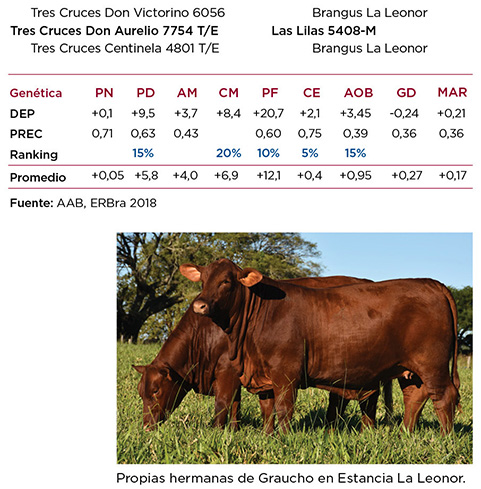 Tres Cruces Don Victorino 6056 Brangus La Leonor
Tres Cruces Don Aurelio 7754 T/E Las Lilas 5408-M
Tres Cruces Centinela 4801 T/E Brangus La Leonor
Genética PN PD AM CM PF CE AOB GD MAR
DEP +0,1 +9,5 +3,7 +8,4 +20,7 +2,1 +3,45 -0,24 +0,21
PREC 0,71 0,63 0,43 0,60 0,75 0,39 0,36 0,36
Ranking 15% 20% 10% 5% 15%
Promedio +0,05 +5,8 +4,0 +6,9 +12,1 +0,4 +0,95 +0,27 +0,17
Fuente: AAB, ERBra 2018
Propias hermanas de Graucho en Estancia La Leonor.